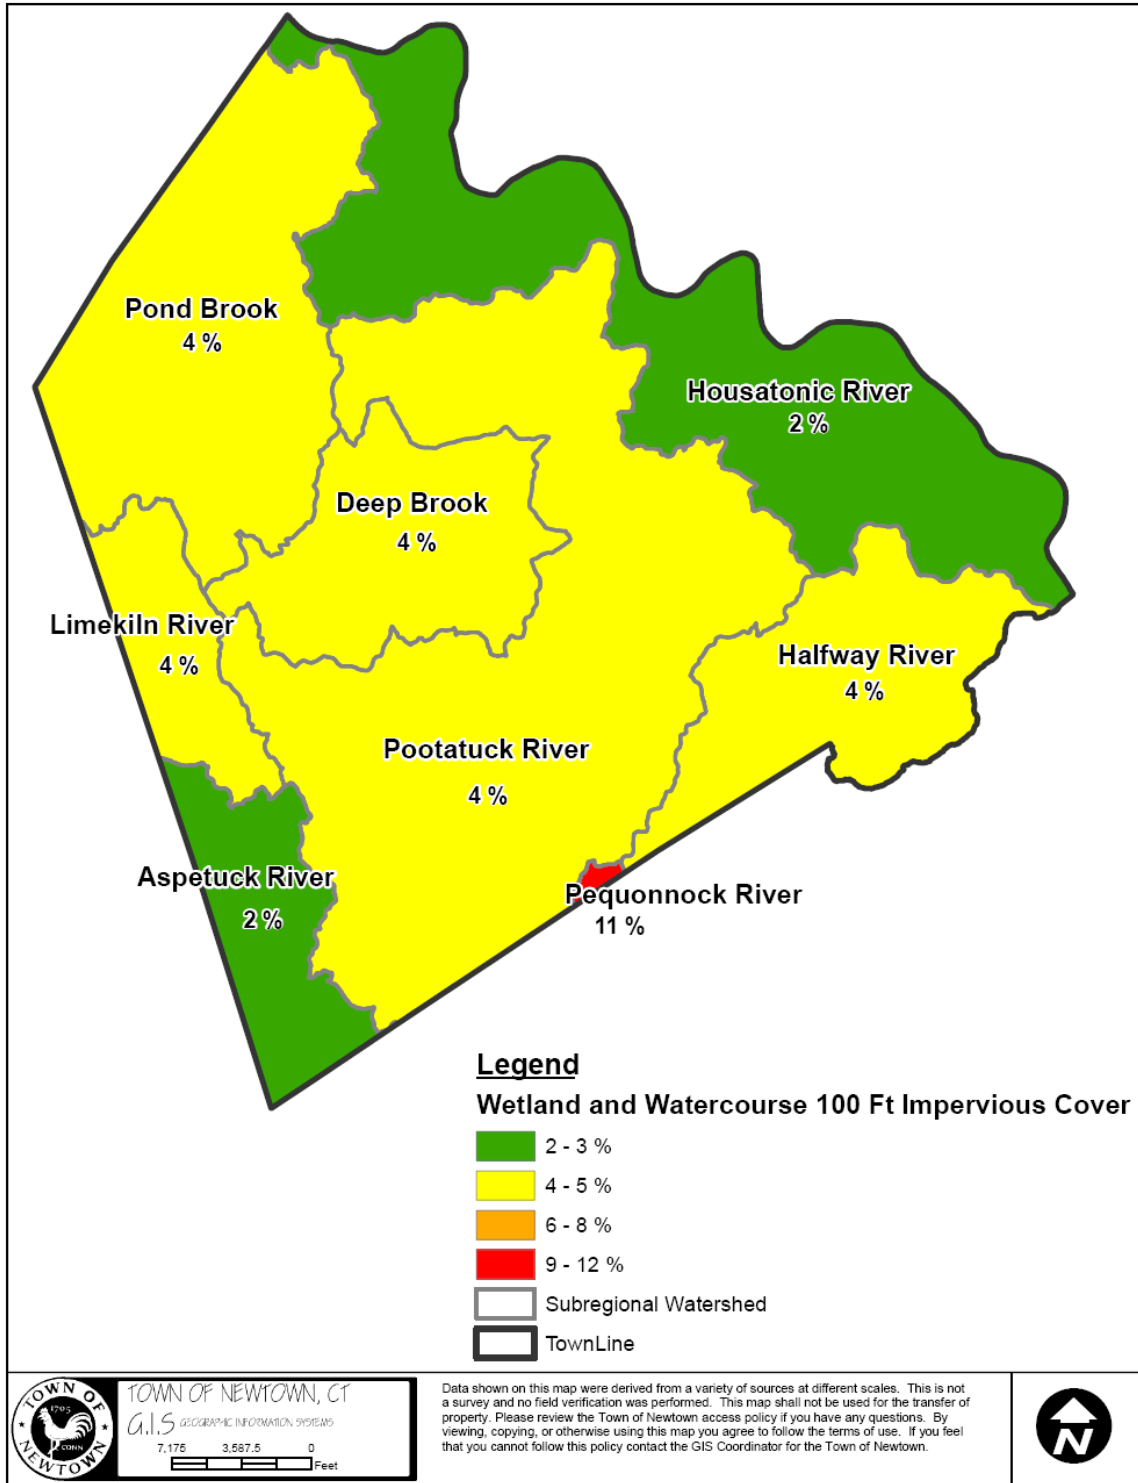 Pond Brook
4 %
Housatonic River
2 %
Deep Brook
4 %
Limekiln River
4 %
Halfway River
4 %
Pootatuck River
4 %
Aspetuck River
2 %
Pequonnock River
11 %
Legend
Wetland and Watercourse 100 Ft Impervious Cover
2 - 3 %
4 - 5 %
6 - 8 %
9 - 12 %
Subregional Watershed
TownLine
TOWN OF NEWTOWN
1705
CONN
TOWN OF NEWTOWN, CT
G.I.S GEOGRAPHIC INFORMATION SYSTEMS
7,175 3,587.5 0
Feet
Data shown on this map were derived from a variety of sources at different scales. This is not
a survey and no field verification was performed. This map shall not be used for the transfer of
property. Please review the Town of Newtown access policy if you have any questions. By
viewing, copying, or otherwise using this map you agree to follow the terms of use. If you feel
that you cannot follow this policy contact the GIS Coordinator for the Town of Newtown.
N